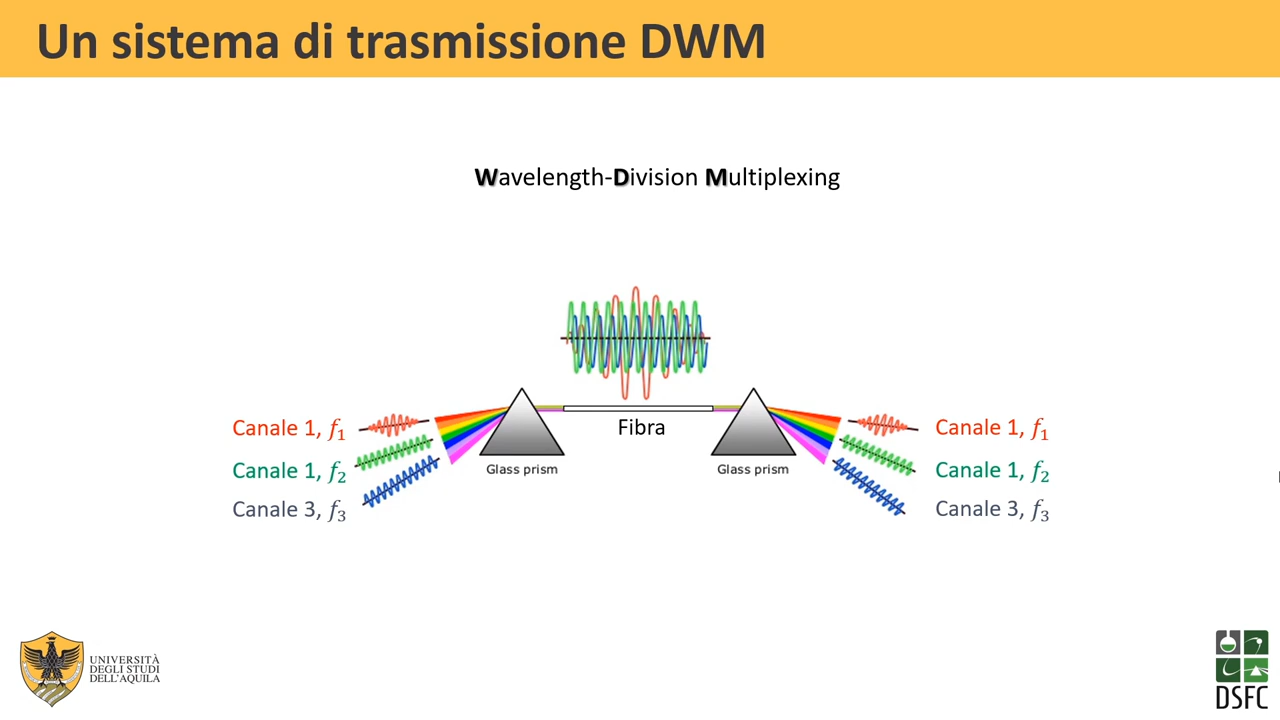 Un sistema di trasmissione DWM
Wavelength-Division Multiplexing
Canale 1, f1
Canale 1, f2
Canale 3, f3
Glass prism
Fibra
Glass prism
Canale 1, f1
Canale 1, f2
Canale 3, f3
UNIVERSITÀ
DEGLI STUDI
DELL'AQUILA
DSFC